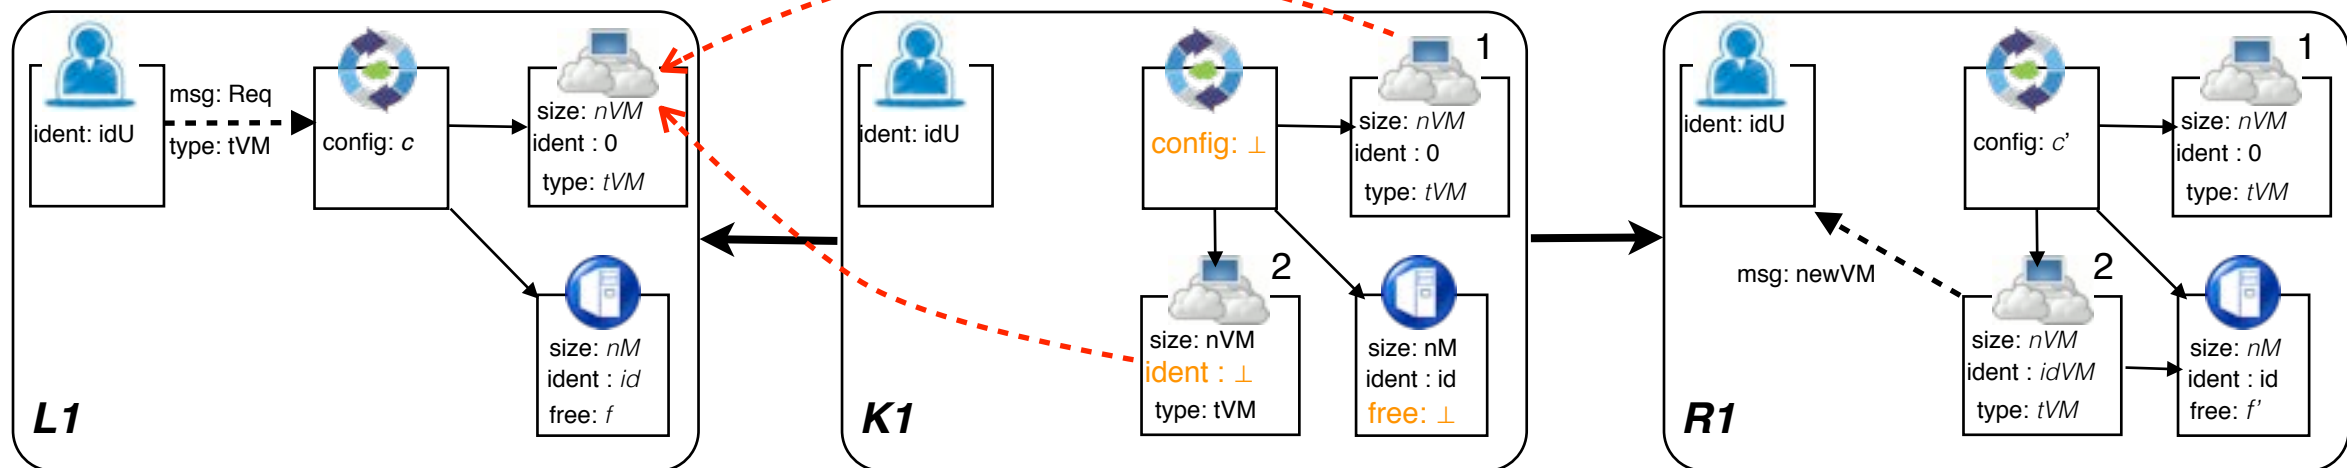 msg: Req
ident: idU
type: tVM
config: c
size: nVM
ident : 0
type: tVM
size: nM
ident : id
free: f
L1
ident: idU
config: ⊥
1
size: nVM
ident : 0
type: tVM
2
size: nVM
ident : ⊥
type: tVM
size: nM
ident : id
free: ⊥
K1
ident: idU
config: c'
1
size: nVM
ident : 0
type: tVM
msg: newVM
2
size: nVM
ident : idVM
type: tVM
size: nM
ident : id
free: f'
R1